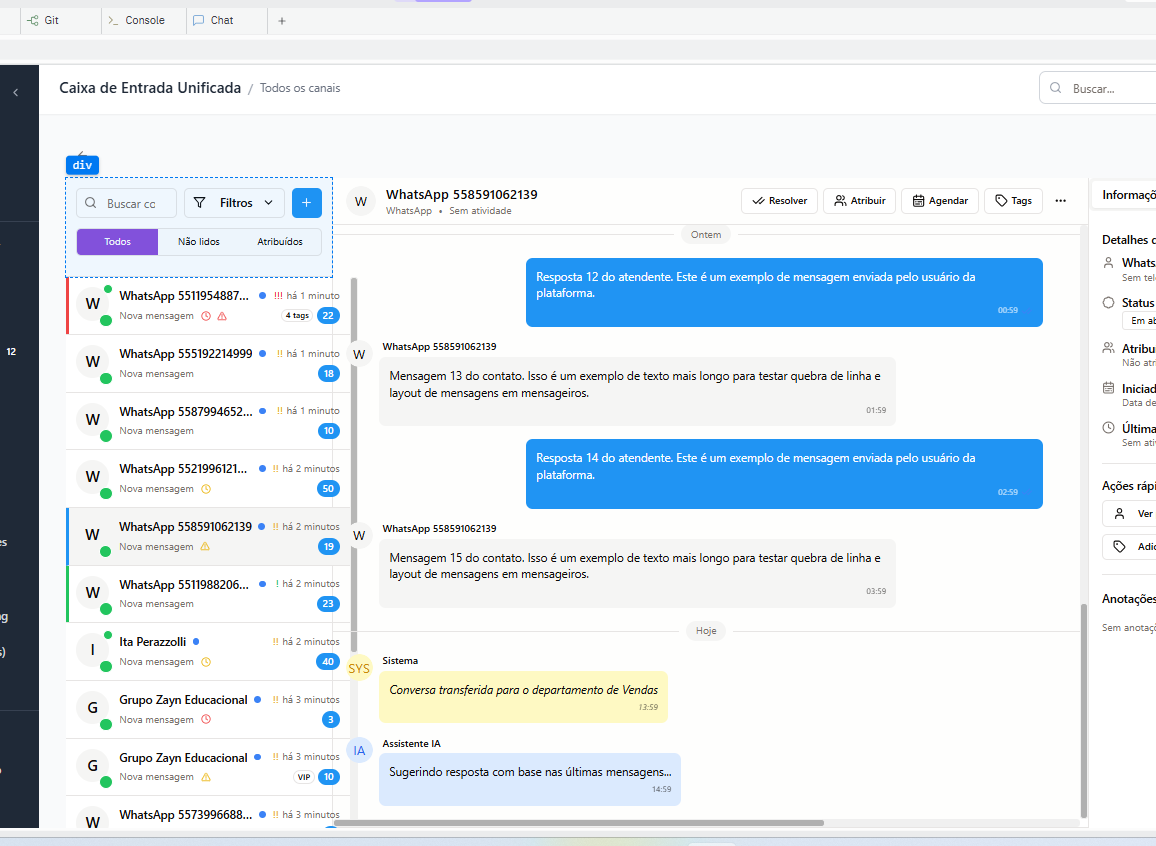 Git
Console
Chat
Caixa de Entrada Unificada / Todos os canais
Buscar...
div
Buscar cc
Filtros
Todos
Não lidos
Atribuídos
WhatsApp 5511954887... !!! há 1 minuto
Nova mensagem 4 tags 22
WhatsApp 555192214999 !! há 1 minuto
Nova mensagem 18
WhatsApp 5587994652... !! há 1 minuto
Nova mensagem 10
WhatsApp 5521996121... !! há 2 minutos
Nova mensagem 50
WhatsApp 558591062139 !! há 2 minutos
Nova mensagem 19
WhatsApp 5511988206... ! há 2 minutos
Nova mensagem 23
Ita Perazzolli !! há 2 minutos
Nova mensagem 40
Grupo Zayn Educacional !! há 3 minutos
Nova mensagem 3
Grupo Zayn Educacional !! há 3 minutos
Nova mensagem VIP 10
WhatsApp 5573996688... !! há 3 minutos
12
WhatsApp 558591062139
WhatsApp • Sem atividade
Resolver
Atribuir
Agendar
Tags
Ontem
Resposta 12 do atendente. Este é um exemplo de mensagem enviada pelo usuário da
plataforma.
00:59
WhatsApp 558591062139
Mensagem 13 do contato. Isso é um exemplo de texto mais longo para testar quebra de linha e
layout de mensagens em mensageiros.
01:59
Resposta 14 do atendente. Este é um exemplo de mensagem enviada pelo usuário da
plataforma.
02:59
WhatsApp 558591062139
Mensagem 15 do contato. Isso é um exemplo de texto mais longo para testar quebra de linha e
layout de mensagens em mensageiros.
03:59
Hoje
SYS
Sistema
Conversa transferida para o departamento de Vendas
13:59
IA
Assistente IA
Sugerindo resposta com base nas últimas mensagens...
14:59
Informaçõ
Detalhes d
Whats
Sem tel
Status
Em ab
Atribu
Não atr
Iniciad
Data de
Última
Sem ativ
Ações rápi
Ver
Adic
Anotações
Sem anotaçõ